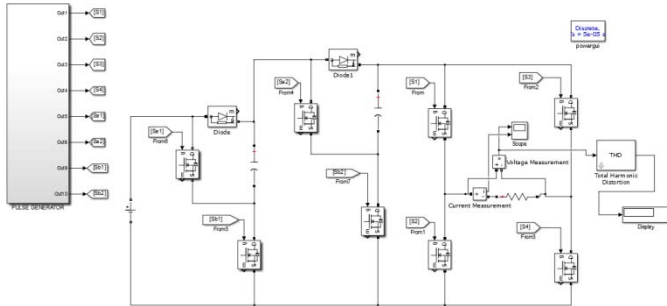 Out1
[S1]
Out2
[S2]
Out3
[S3]
Out4
[S4]
Out5
[Sa1]
Out6
[Sa2]
Out9
[Sb1]
Out10
[Sb2]
PULSE GENERATOR
Discrete,
s = 5e-05 s
powergui
Diode1
Diode
[Sa2]
From4
[S1]
From
[S3]
From2
Scope
[Sa1]
Voltage Measurement
THD
Total Harmonic
Distortion
[Sb2]
From7
Current Measurement
[Sb1]
From5
[S2]
From1
[S4]
From3
Display